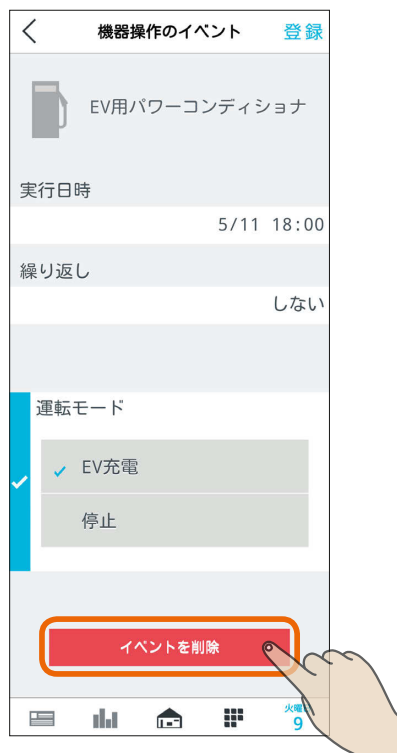 機器操作のイベント 登録
EV用パワーコンディショナ
実行日時
5/11 18:00
繰り返し
しない
運転モード
EV充電
停止
イベントを削除
火曜
9